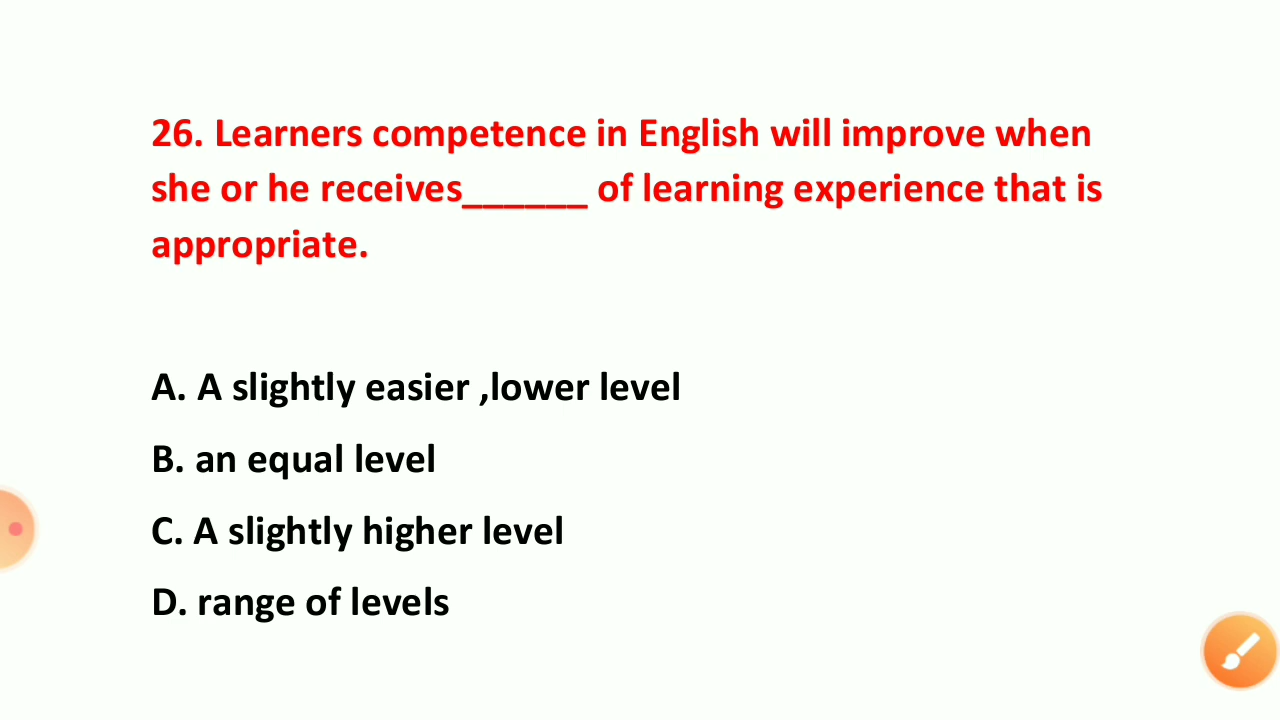 26. Learners competence in English will improve when
she or he receives______ of learning experience that is
appropriate.
A. A slightly easier ,lower level
B. an equal level
C. A slightly higher level
D. range of levels